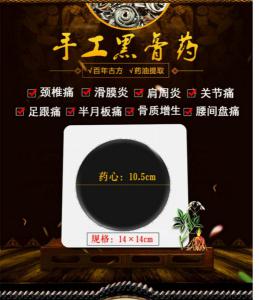 手工黑膏药
√百年古方 / √药油提取
颈椎痛 滑膜炎 肩周炎 关节痛
足跟痛 半月板痛 骨质增生 腰间盘痛
药心：10.5cm
规格：14×14cm